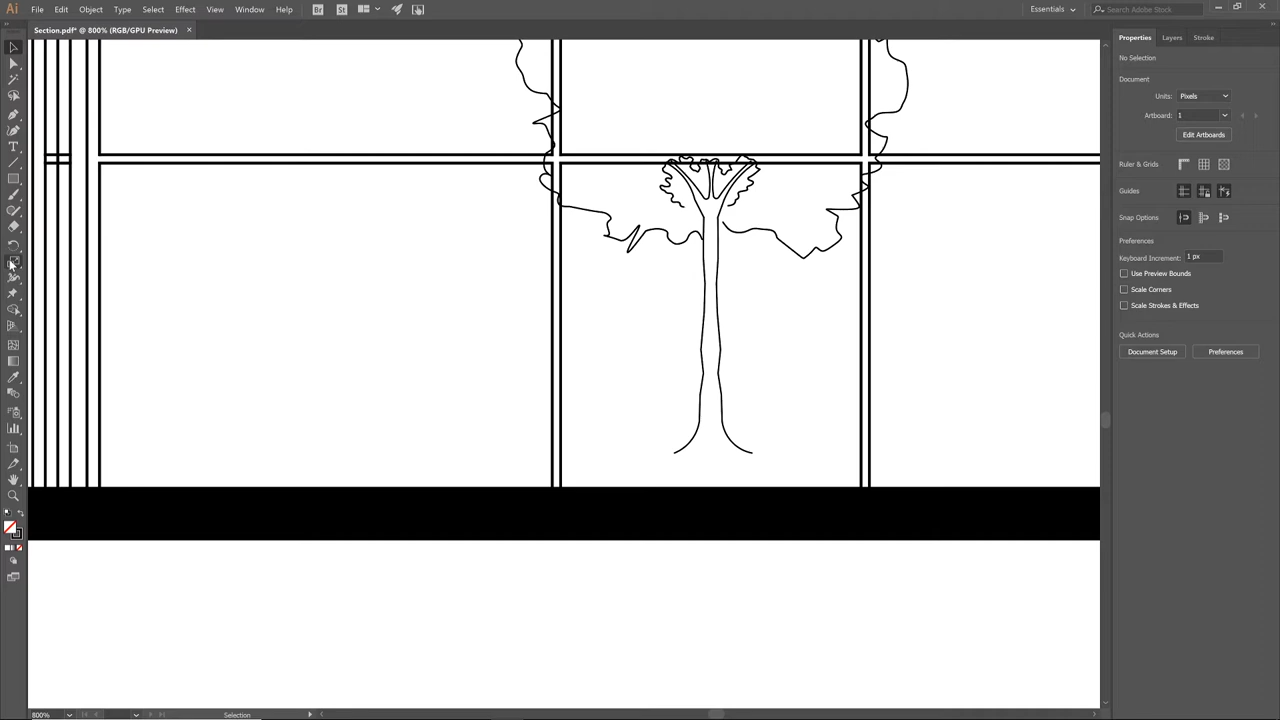 Ai File Edit Object Type Select Effect View Window Help Br St Essentials Search Adobe Stock
Section.pdf* @ 800% (RGB/GPU Preview) ×
Properties Layers Stroke
No Selection
Document
Units: Pixels
Artboard: 1
Edit Artboards
Ruler & Grids
Guides
Snap Options
Preferences
Keyboard Increment: 1 px
Use Preview Bounds
Scale Corners
Scale Strokes & Effects
Quick Actions
Document Setup Preferences
T
800% Selection